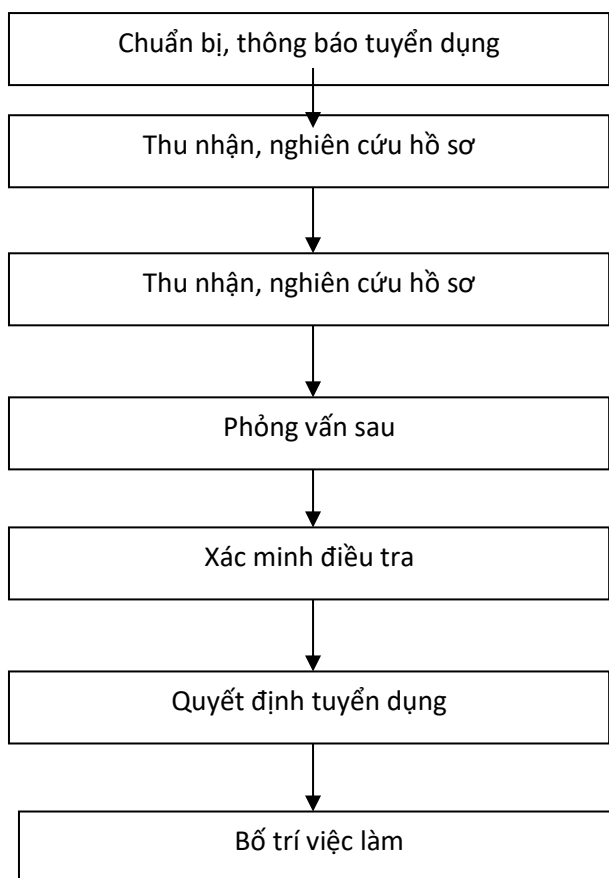 Chuẩn bị, thông báo tuyển dụng
Thu nhận, nghiên cứu hồ sơ
Thu nhận, nghiên cứu hồ sơ
Phỏng vấn sau
Xác minh điều tra
Quyết định tuyển dụng
Bố trí việc làm